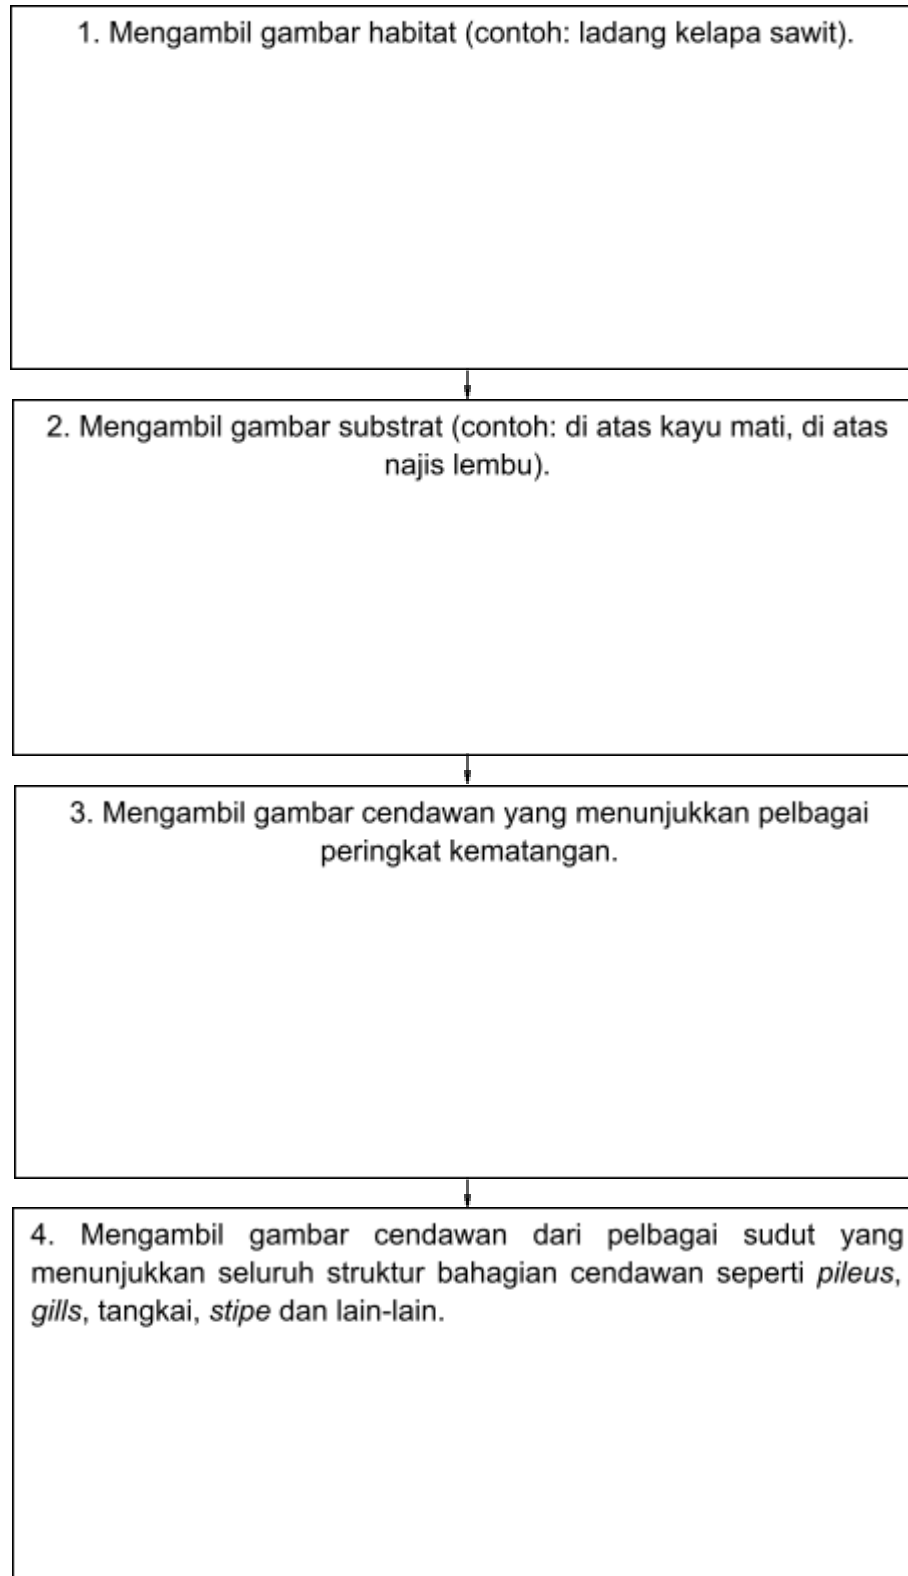 1. Mengambil gambar habitat (contoh: ladang kelapa sawit).
2. Mengambil gambar substrat (contoh: di atas kayu mati, di atas
najis lembu).
3. Mengambil gambar cendawan yang menunjukkan pelbagai
peringkat kematangan.
4. Mengambil gambar cendawan dari pelbagai sudut yang
menunjukkan seluruh struktur bahagian cendawan seperti pileus,
gills, tangkai, stipe dan lain-lain.